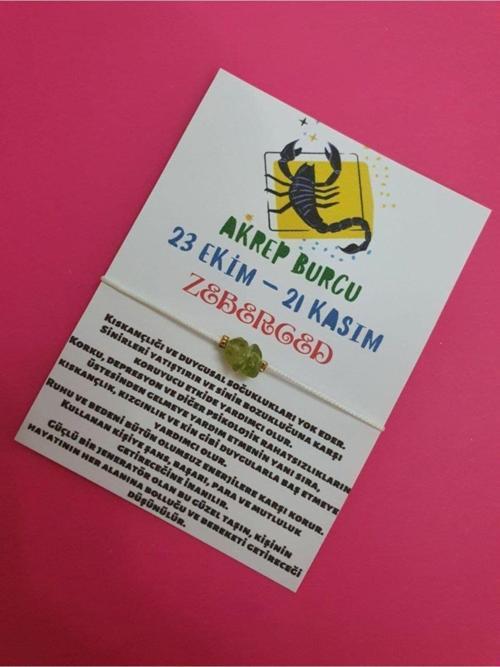 AKREP BURCU
23 EKİM - 21 KASIM
ZEBERCED
KISKANÇLIĞI VE DUYGUSAL SOĞUKLUKLARI YOK EDER.
SİNİRLERİ YATIŞTIRIR VE SİNİR BOZUKLUĞUNA KARŞI
KORUYUCU ETKİDE YARDIMCI OLUR.
KORKU, DEPRESYON VE DİĞER PSİKOLOJİK RAHATSIZLIKLARIN
ÜSTESİNDEN GELMEYE YARDIM ETMENİN YANI SIRA,
KISKANÇLIK, KIZGINLIK VE KİN GİBİ DUYGULARLA BAŞ ETMEYE
YARDIMCI OLUR.
RUHU VE BEDENİ BÜTÜN OLUMSUZ ENERJİLERE KARŞI KORUR.
KULLANAN KİŞİYE ŞANS, BAŞARI, PARA VE MUTLULUK
GETİRECEĞİNE İNANILIR.
GÜÇLÜ BİR JENERATÖR OLAN BU GÜZEL TAŞIN, KİŞİNİN
HAYATININ HER ALAMINA BOLLUĞU VE BEREKETİ GETİRECEĞİ
DÜŞÜNÜLÜR.